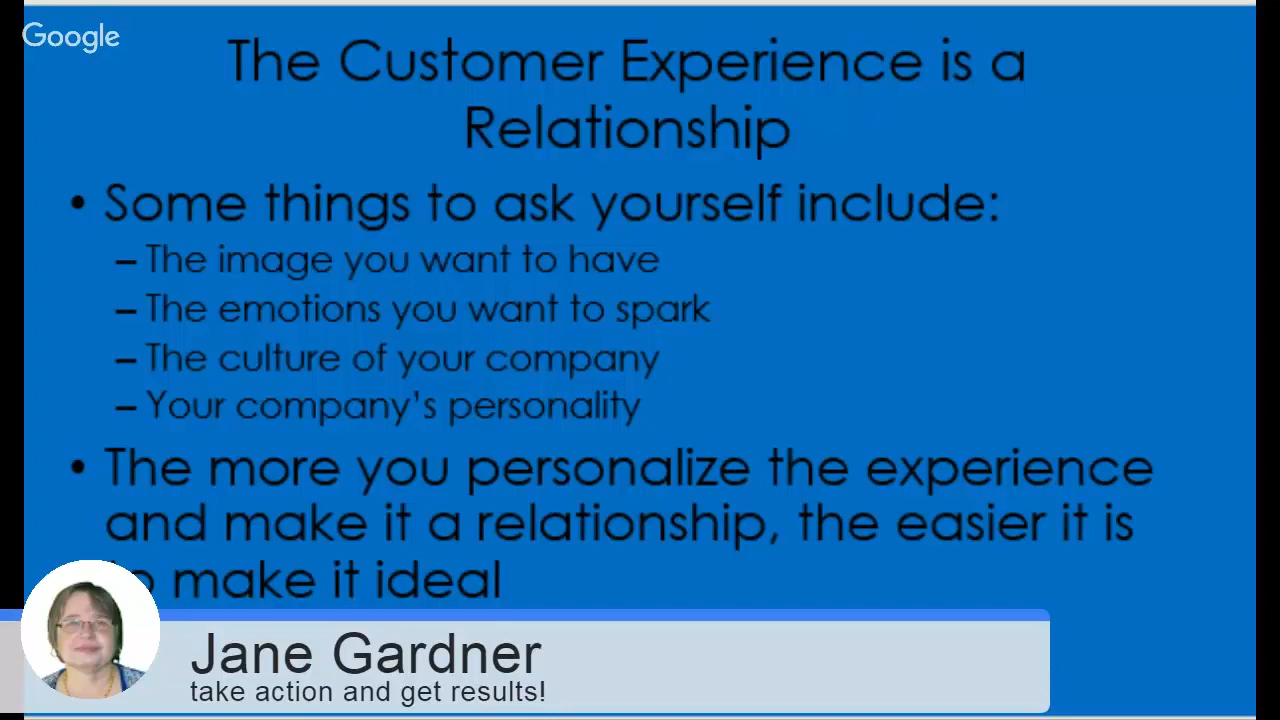 Google
The Customer Experience is a
Relationship
• Some things to ask yourself include:
– The image you want to have
– The emotions you want to spark
– The culture of your company
– Your company's personality
• The more you personalize the experience
and make it a relationship, the easier it is
to make it ideal
Jane Gardner
take action and get results!